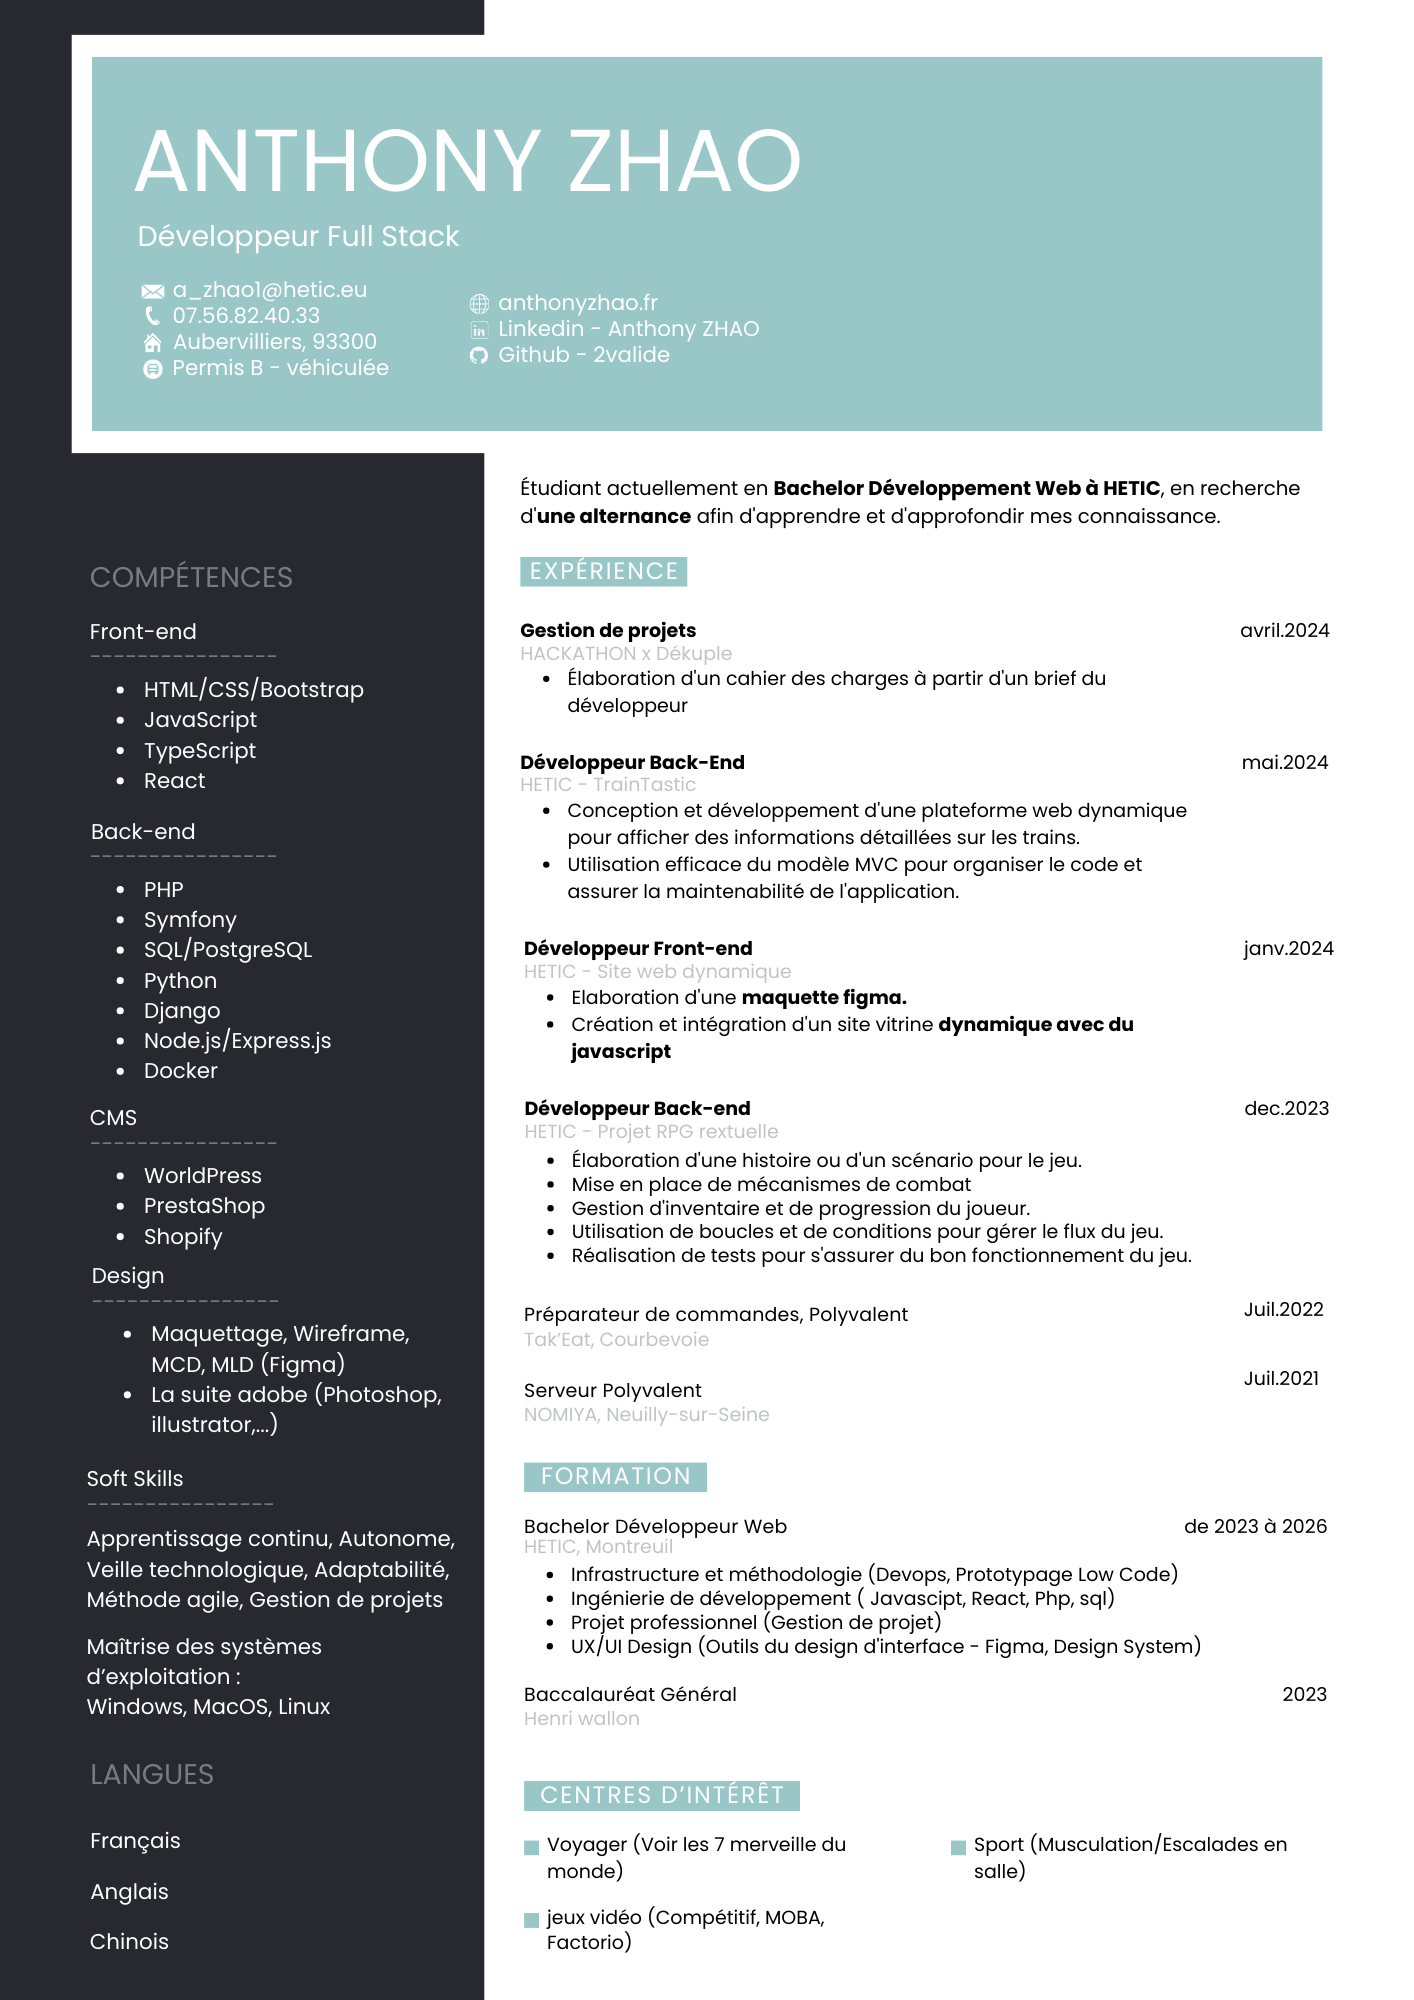 ANTHONY ZHAO
Développeur Full Stack
a_zhao1@hetic.eu
07.56.82.40.33
Aubervilliers, 93300
Permis B - véhiculée
anthonyzhao.fr
Linkedin - Anthony ZHAO
Github - 2valide
COMPÉTENCES
Front-end
----------------
• HTML/CSS/Bootstrap
• JavaScript
• TypeScript
• React
Back-end
----------------
• PHP
• Symfony
• SQL/PostgreSQL
• Python
• Django
• Node.js/Express.js
• Docker
CMS
----------------
• WorldPress
• PrestaShop
• Shopify
Design
----------------
• Maquettage, Wireframe,
MCD, MLD (Figma)
• La suite adobe (Photoshop,
illustrator,...)
Soft Skills
----------------
Apprentissage continu, Autonome,
Veille technologique, Adaptabilité,
Méthode agile, Gestion de projets
Maîtrise des systèmes
d’exploitation :
Windows, MacOS, Linux
LANGUES
Français
Anglais
Chinois
Étudiant actuellement en Bachelor Développement Web à HETIC, en recherche
d'une alternance afin d'apprendre et d'approfondir mes connaissance.
EXPÉRIENCE
Gestion de projets avril.2024
HACKATHON x Dékuple
• Élaboration d'un cahier des charges à partir d'un brief du
développeur
Développeur Back-End mai.2024
HETIC - TrainTastic
• Conception et développement d'une plateforme web dynamique
pour afficher des informations détaillées sur les trains.
• Utilisation efficace du modèle MVC pour organiser le code et
assurer la maintenabilité de l'application.
Développeur Front-end janv.2024
HETIC - Site web dynamique
• Elaboration d'une maquette figma.
• Création et intégration d'un site vitrine dynamique avec du
javascript
Développeur Back-end dec.2023
HETIC - Projet RPG rextuelle
• Élaboration d'une histoire ou d'un scénario pour le jeu.
• Mise en place de mécanismes de combat
• Gestion d'inventaire et de progression du joueur.
• Utilisation de boucles et de conditions pour gérer le flux du jeu.
• Réalisation de tests pour s'assurer du bon fonctionnement du jeu.
Préparateur de commandes, Polyvalent Juil.2022
Tak’Eat, Courbevoie
Serveur Polyvalent Juil.2021
NOMIYA, Neuilly-sur-Seine
FORMATION
Bachelor Développeur Web de 2023 à 2026
HETIC, Montreuil
• Infrastructure et méthodologie (Devops, Prototypage Low Code)
• Ingénierie de développement ( Javascipt, React, Php, sql)
• Projet professionnel (Gestion de projet)
• UX/UI Design (Outils du design d'interface - Figma, Design System)
Baccalauréat Général 2023
Henri wallon
CENTRES D’INTÉRÊT
Voyager (Voir les 7 merveille du
monde)
jeux vidéo (Compétitif, MOBA,
Factorio)
Sport (Musculation/Escalades en
salle)